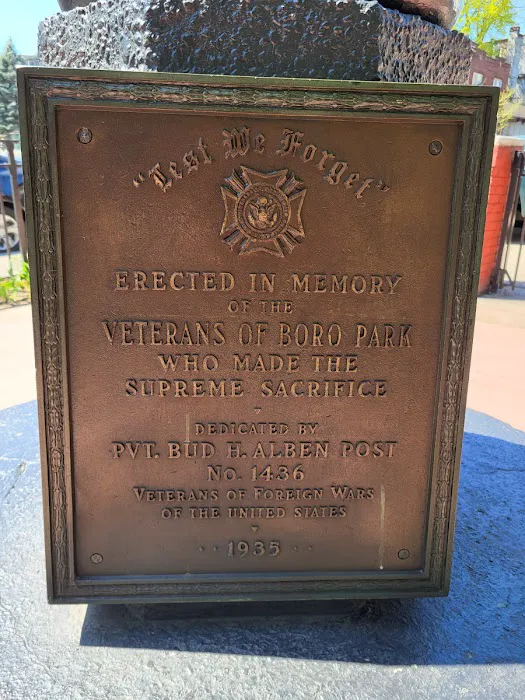 "Lest We Forget"
ERECTED IN MEMORY
OF THE
VETERANS OF BORO PARK
WHO MADE THE
SUPREME SACRIFICE
DEDICATED BY
PVT. BUD H. ALBEN POST
No. 1436
VETERANS OF FOREIGN WARS
OF THE UNITED STATES
1935